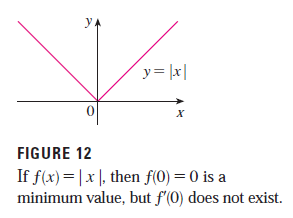 y
y= |x|
0
x
FIGURE 12
If f(x)=|x|, then f(0)=0 is a
minimum value, but f′(0) does not exist.